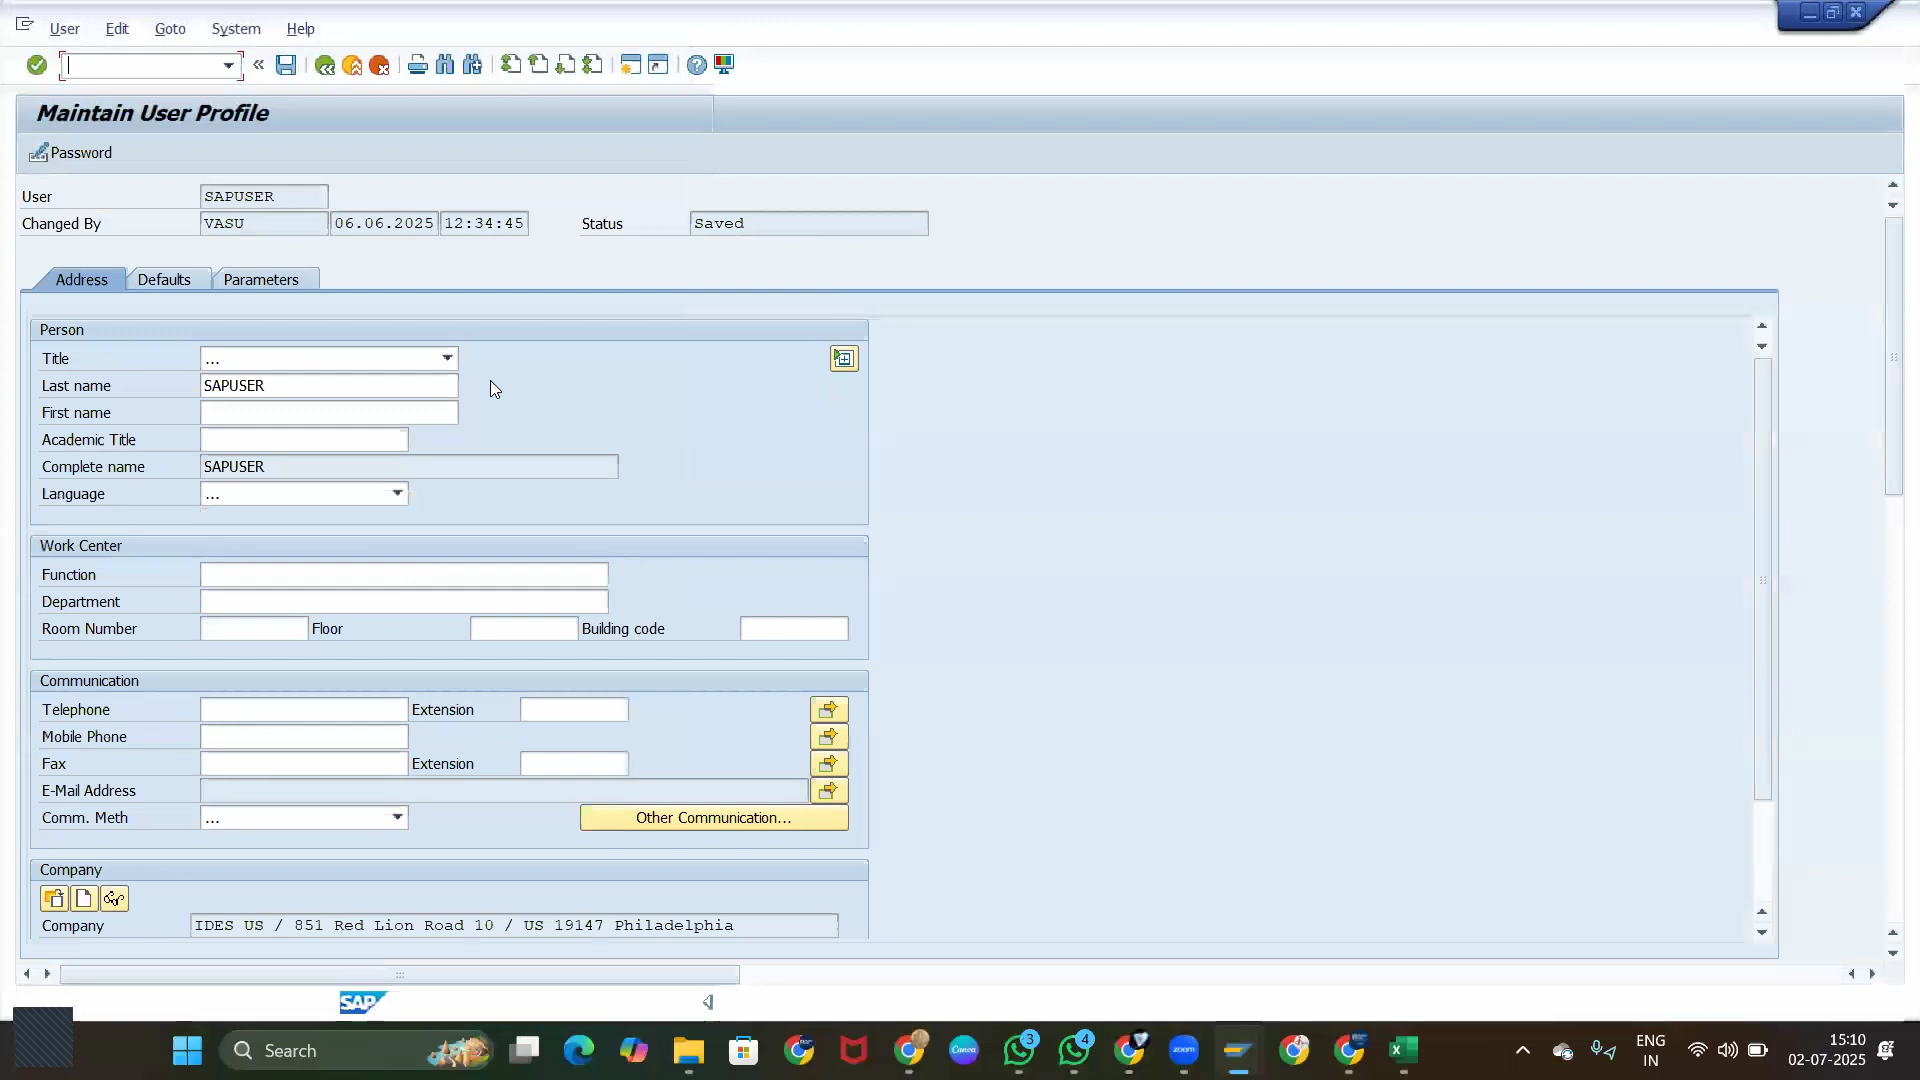 User Edit Goto System Help
Maintain User Profile
Password
User SAPUSER
Changed By VASU 06.06.2025 12:34:45 Status Saved
Address Defaults Parameters
Person
Title ...
Last name SAPUSER
First name
Academic Title
Complete name SAPUSER
Language ...
Work Center
Function
Department
Room Number Floor Building code
Communication
Telephone Extension
Mobile Phone
Fax Extension
E-Mail Address
Comm. Meth ... Other Communication...
Company
Company IDES US / 851 Red Lion Road 10 / US 19147 Philadelphia
SAP
Search Canva 3 4 zoom ENG 15:10
IN 02-07-2025